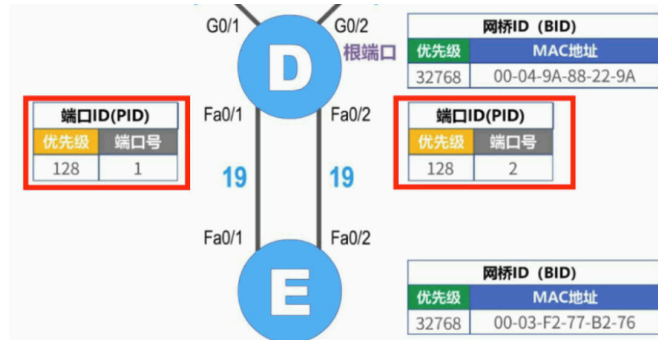 G0/1
G0/2
D
根端口
网桥ID（BID）
优先级 MAC地址
32768 00-04-9A-88-22-9A
端口ID(PID)
优先级 端口号
128 1
Fa0/1
Fa0/2
端口ID(PID)
优先级 端口号
128 2
19
19
Fa0/1
Fa0/2
E
网桥ID（BID）
优先级 MAC地址
32768 00-03-F2-77-B2-76